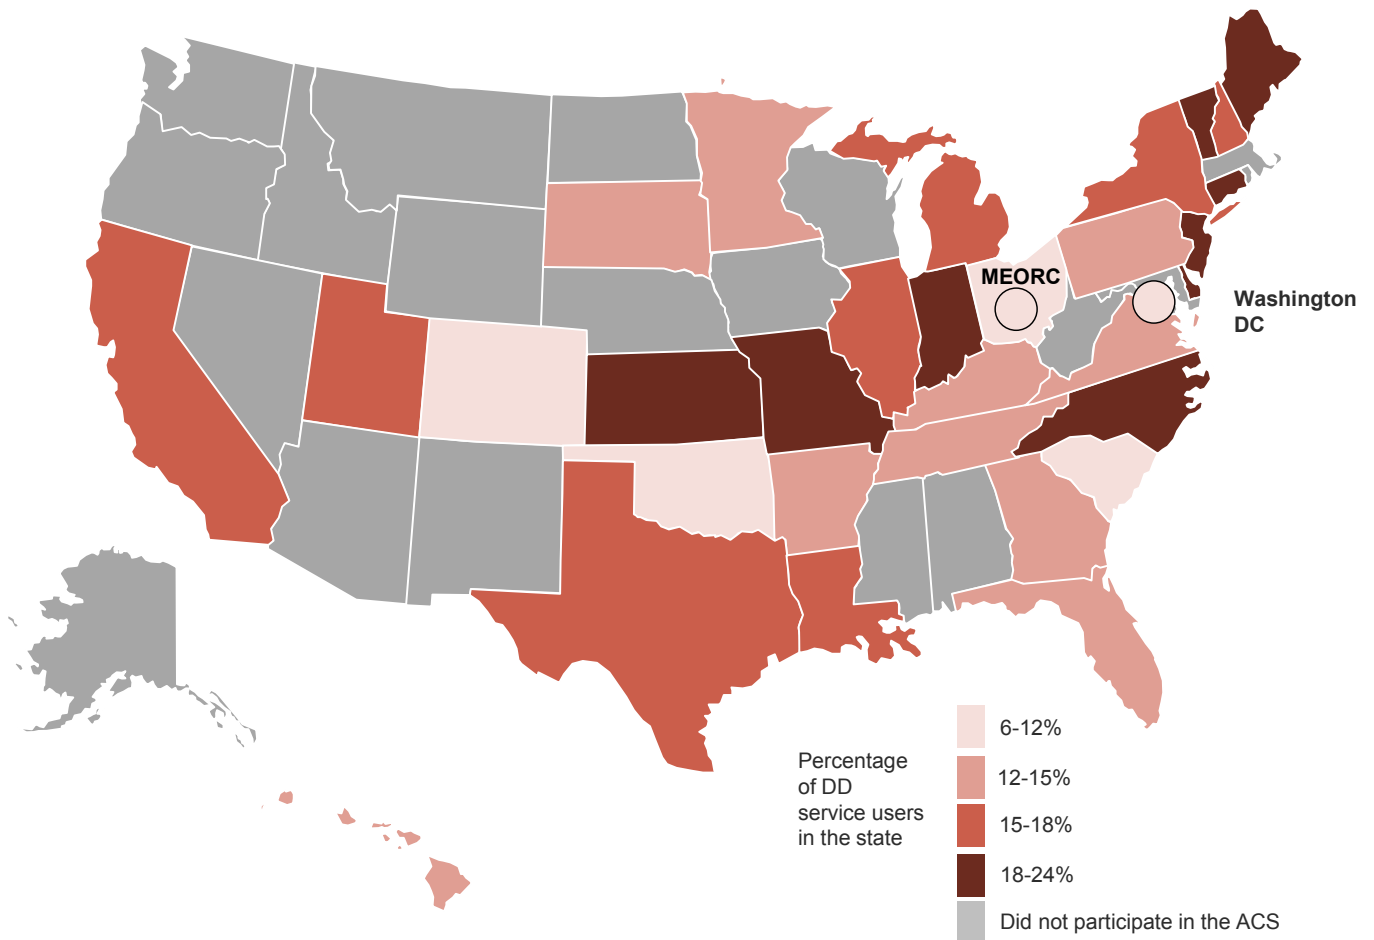 MEORC
Washington
DC
Percentage
of DD
service users
in the state
6-12%
12-15%
15-18%
18-24%
Did not participate in the ACS